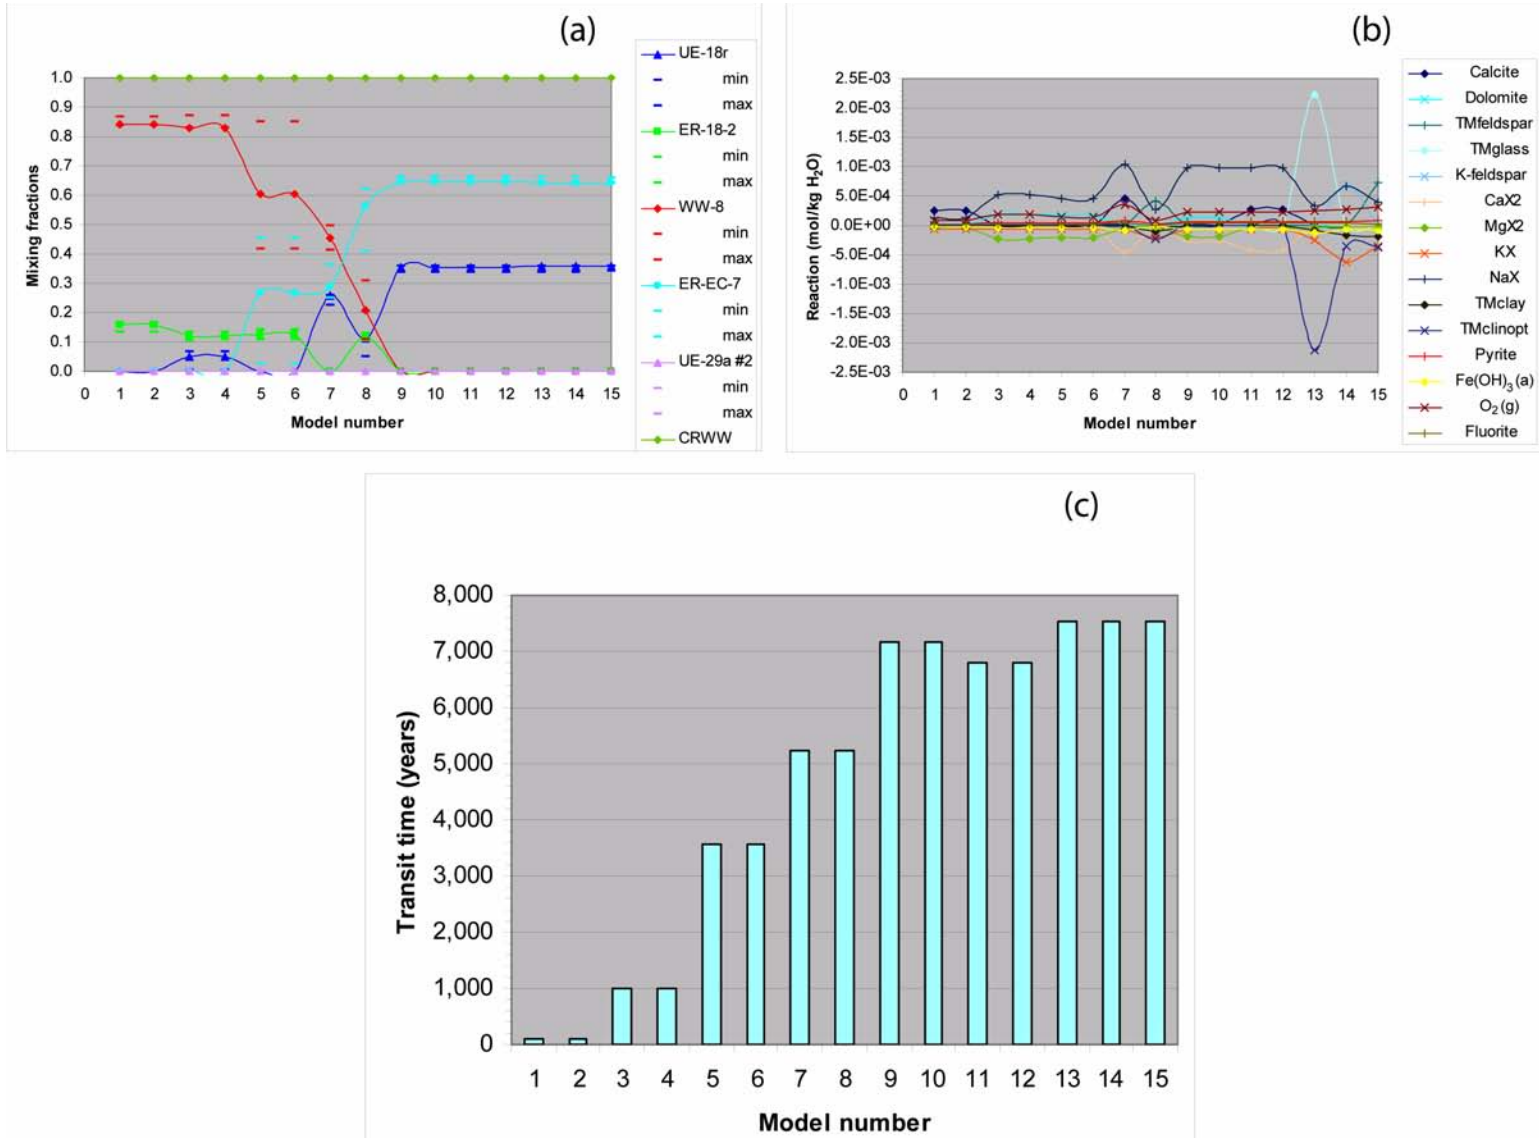 (a)
1.0
0.9
0.8
0.7
0.6
0.5
0.4
0.3
0.2
0.1
0.0
Mixing fractions
0 1 2 3 4 5 6 7 8 9 10 11 12 13 14 15
Model number
UE-18r
min
max
ER-18-2
min
max
WW-8
min
max
ER-EC-7
min
max
UE-29a #2
min
max
CRWW
(b)
2.5E-03
2.0E-03
1.5E-03
1.0E-03
5.0E-04
0.0E+00
-5.0E-04
-1.0E-03
-1.5E-03
-2.0E-03
-2.5E-03
Reaction (mol/kg H₂O)
0 1 2 3 4 5 6 7 8 9 10 11 12 13 14 15
Model number
Calcite
Dolomite
TMfeldspar
TMglass
K-feldspar
CaX2
MgX2
KX
NaX
TMclay
TMclinopt
Pyrite
Fe(OH)₃(a)
O₂(g)
Fluorite
(c)
8,000
7,000
6,000
5,000
4,000
3,000
2,000
1,000
0
Transit time (years)
1 2 3 4 5 6 7 8 9 10 11 12 13 14 15
Model number